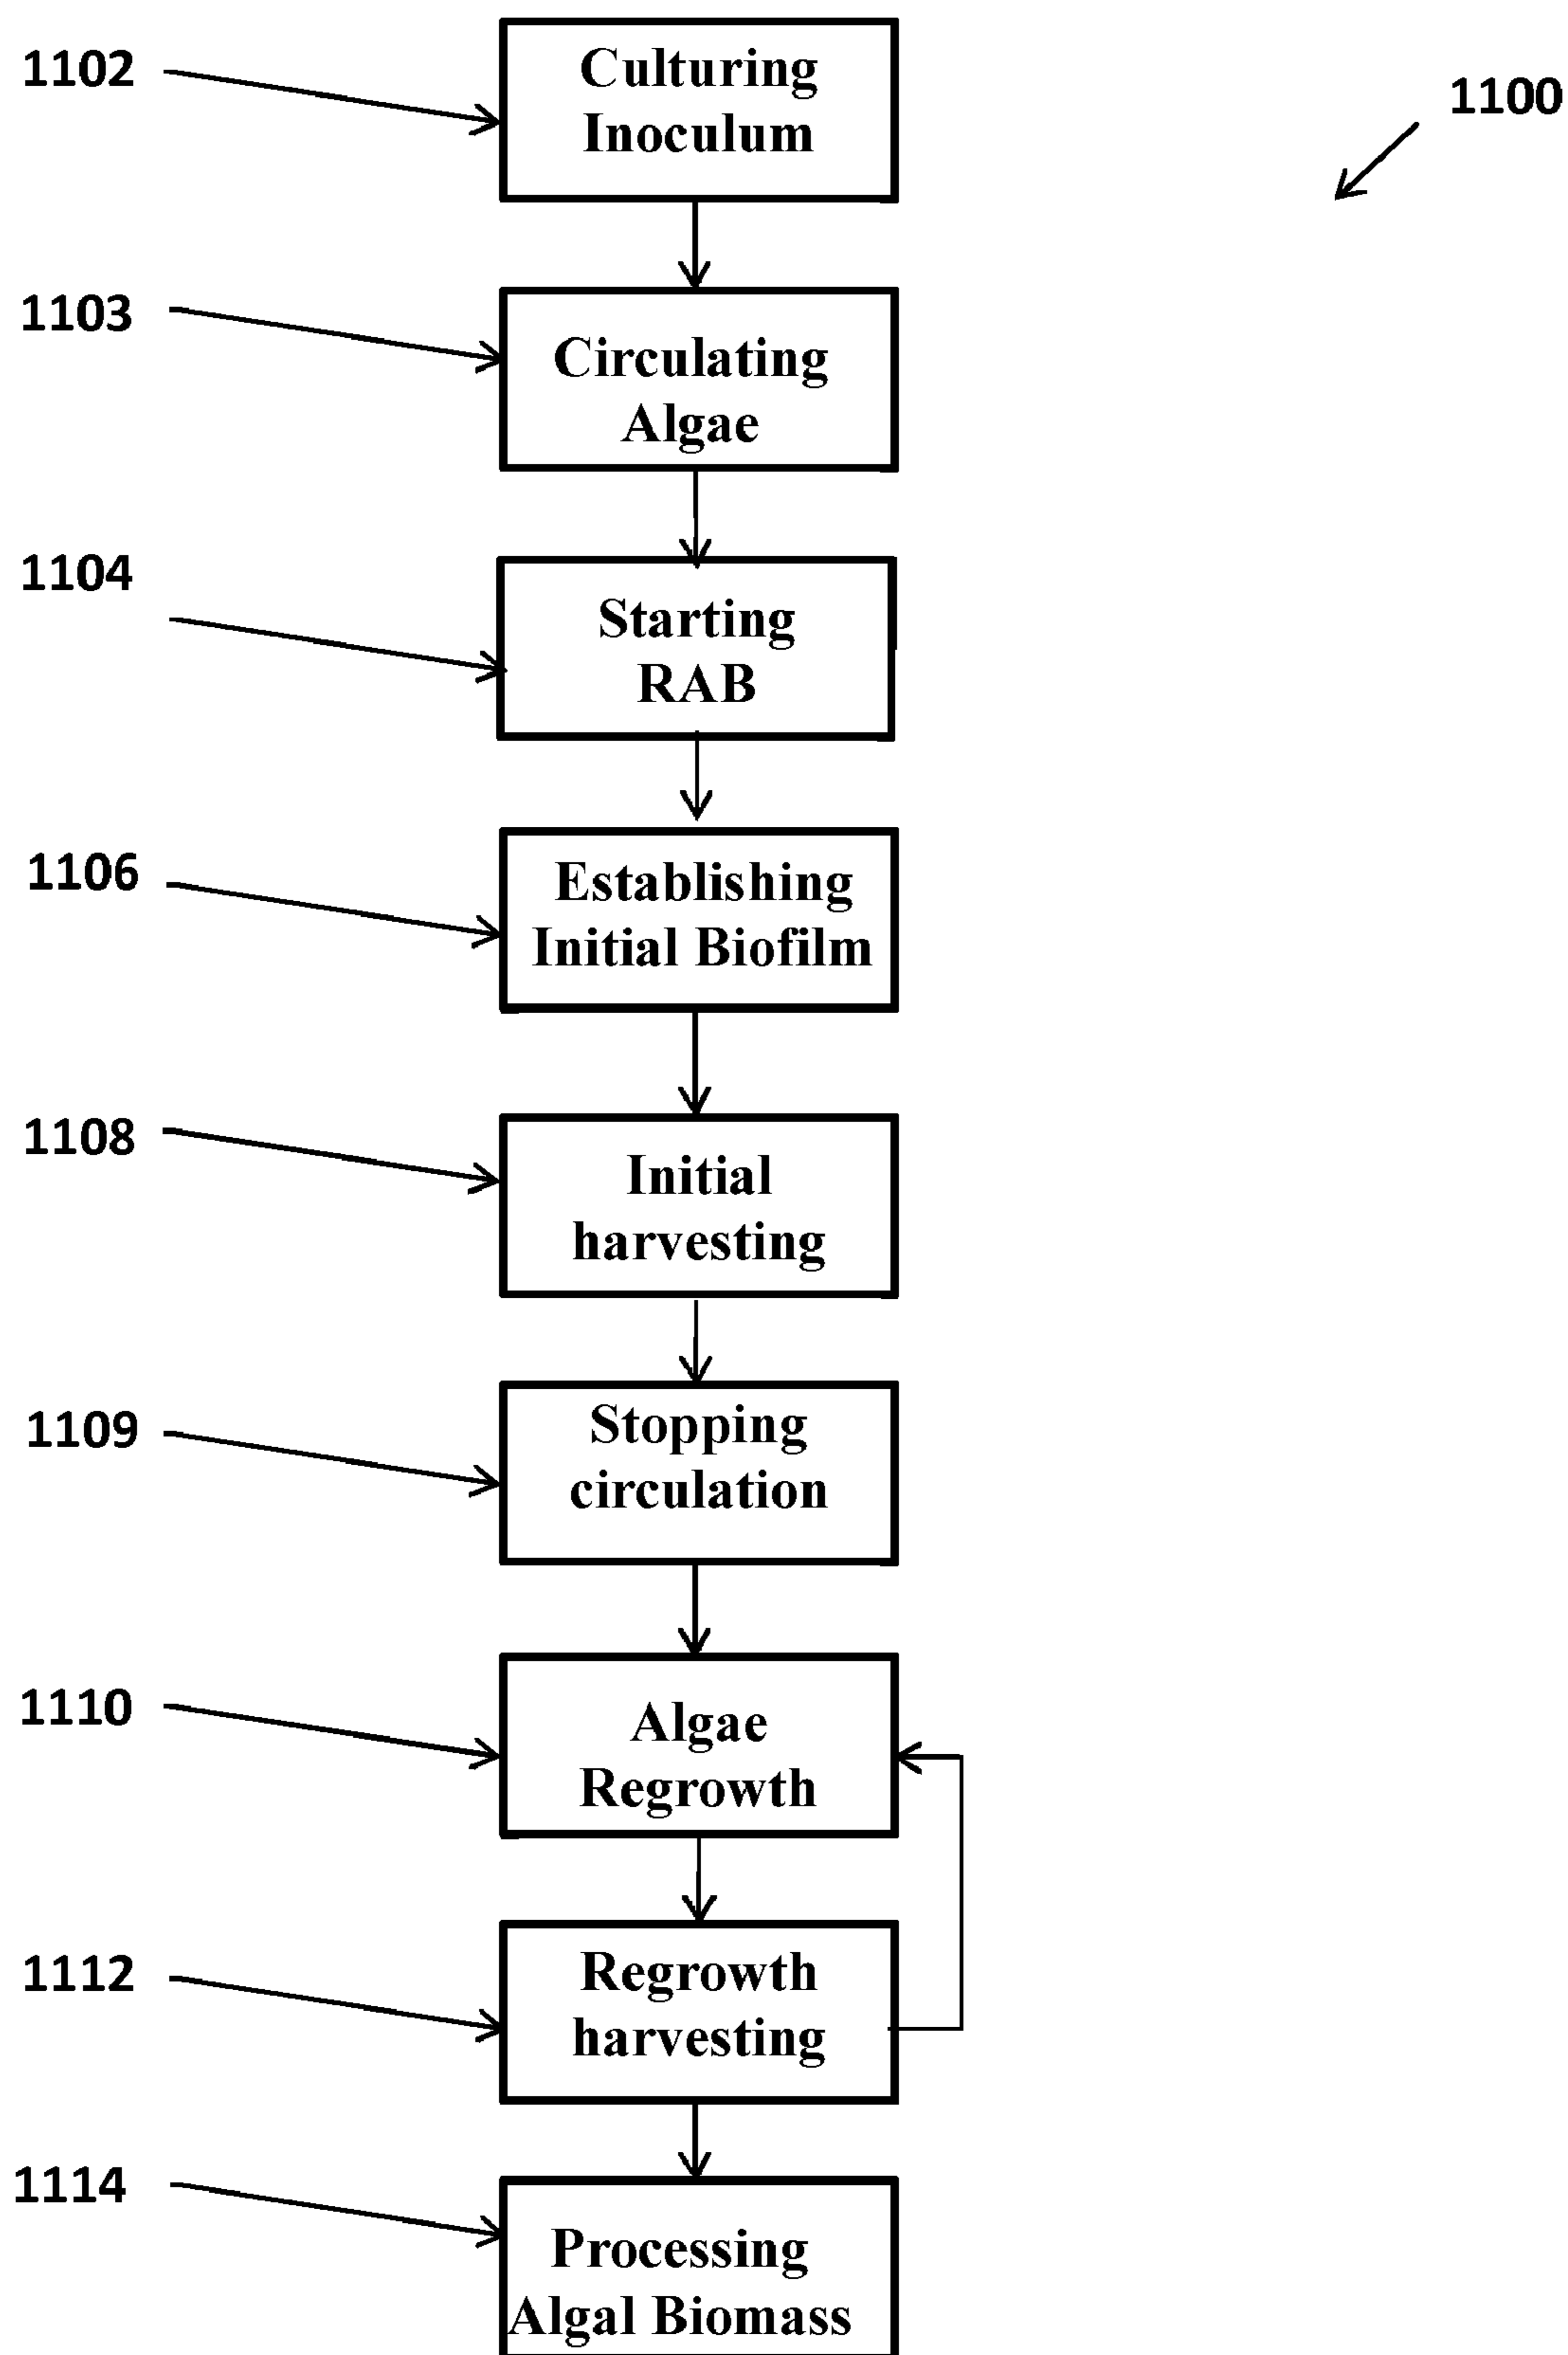 1102
Culturing
Inoculum
1100
1103
Circulating
Algae
1104
Starting
RAB
1106
Establishing
Initial Biofilm
1108
Initial
harvesting
1109
Stopping
circulation
1110
Algae
Regrowth
1112
Regrowth
harvesting
1114
Processing
Algal Biomass